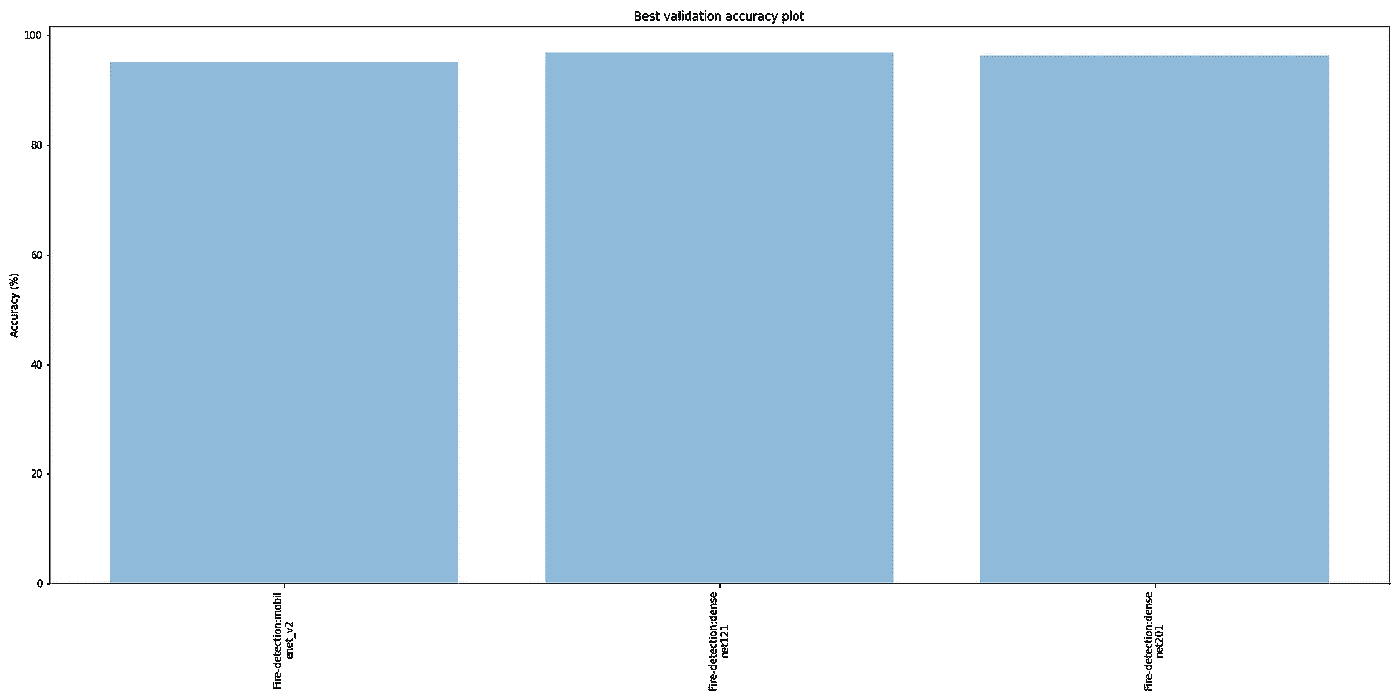 Best validation accuracy plot
100
80
60
40
20
0
Accuracy (%)
Fire-detection:mobil
enet_v2
Fire-detection:dense
net121
Fire-detection:dense
net201